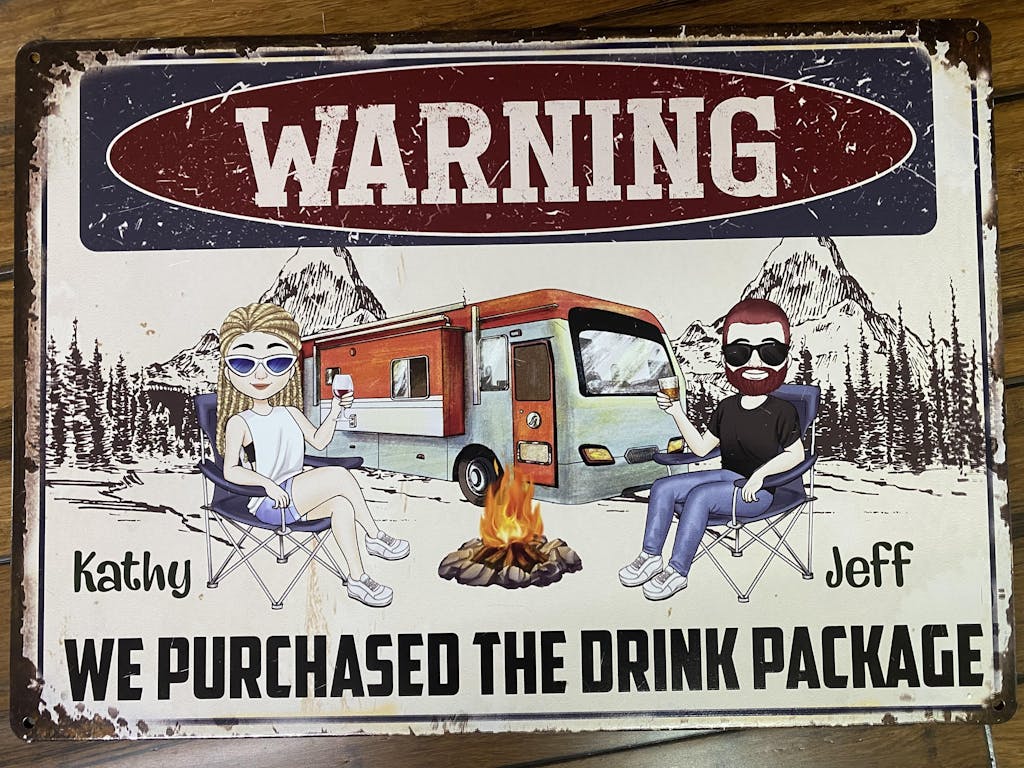 WARNING
Kathy
Jeff
WE PURCHASED THE DRINK PACKAGE